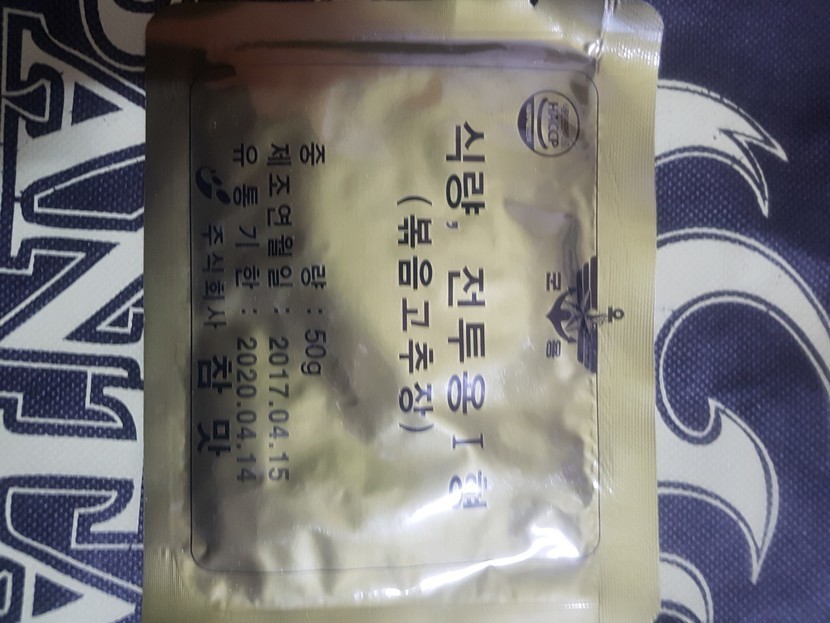 HACCP
군 용
식량, 전투용 I 형
(볶음고추장)
중 량 : 50g
제조연월일 : 2017.04.15
유 통 기 한 : 2020.04.14
주식회사 참 맛